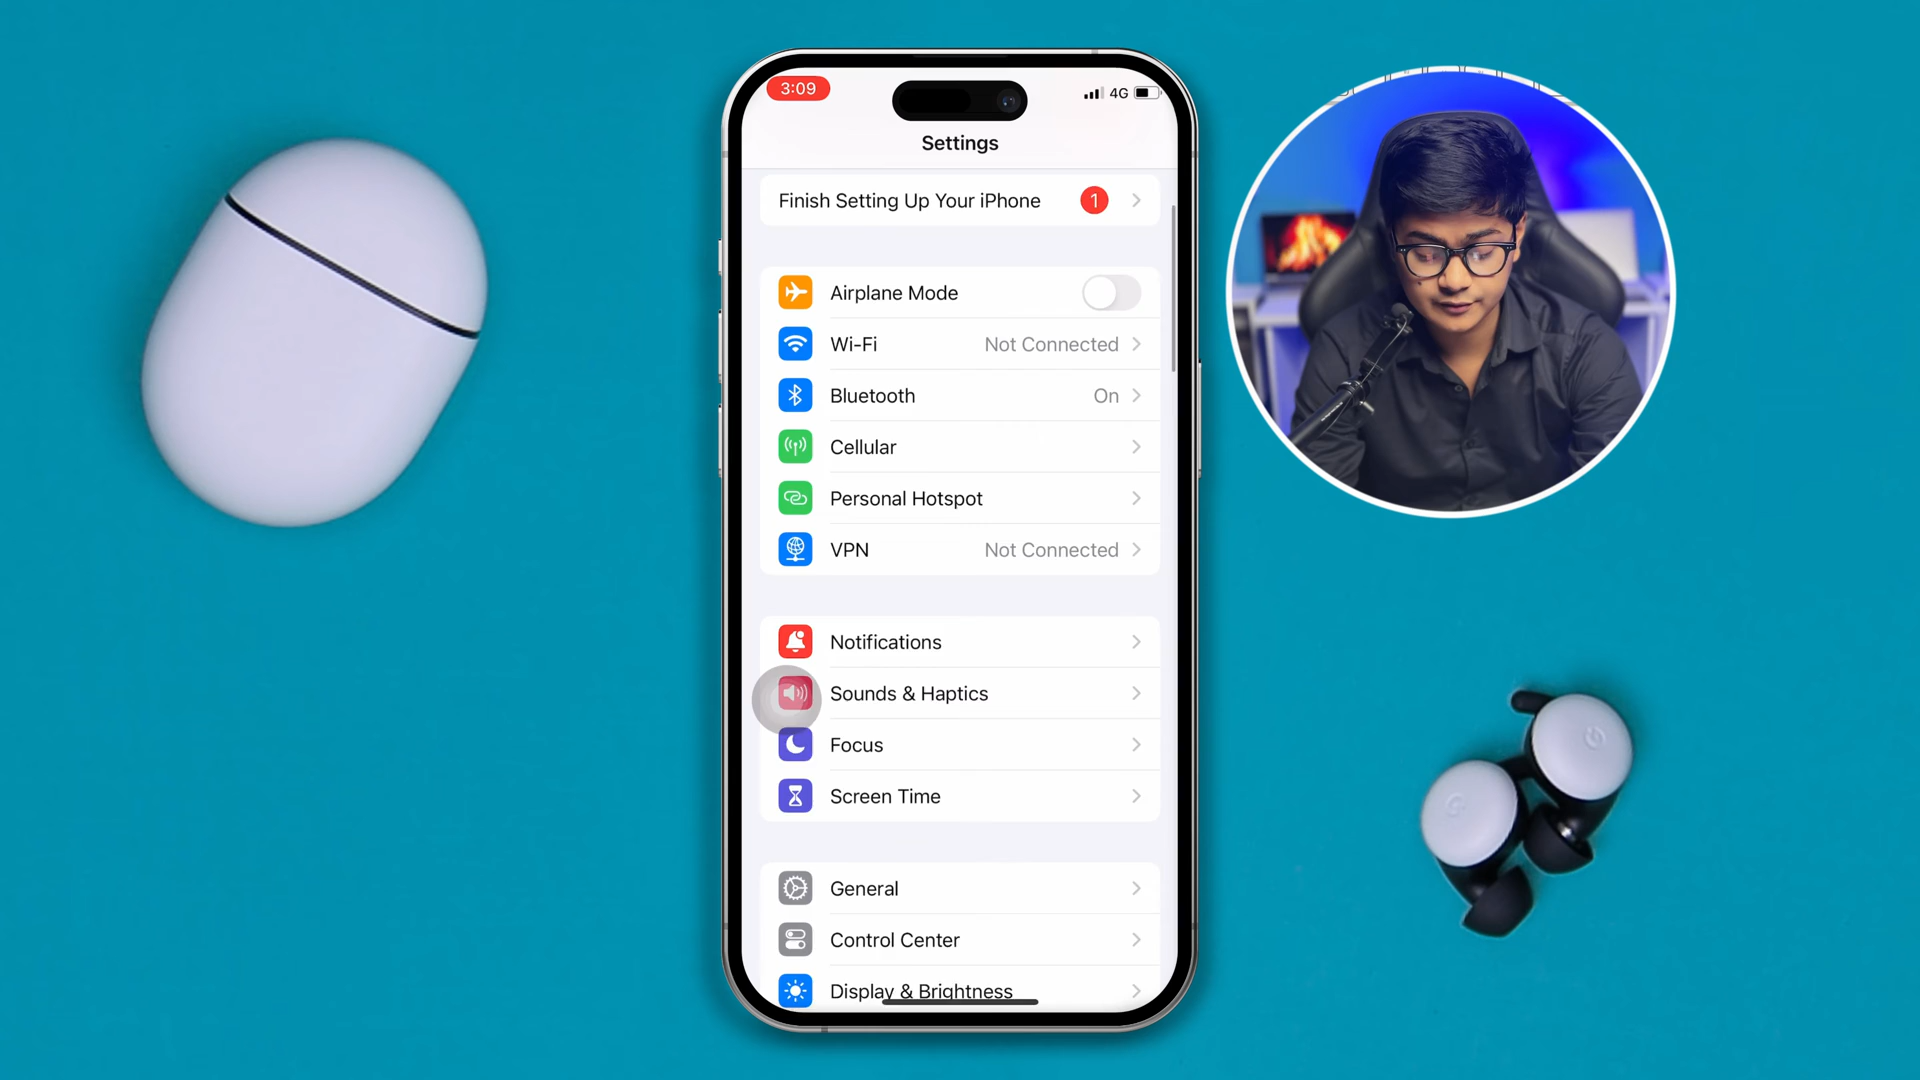 3:09
4G
Settings
Finish Setting Up Your iPhone 1
Airplane Mode
Wi-Fi Not Connected
Bluetooth On
Cellular
Personal Hotspot
VPN Not Connected
Notifications
Sounds & Haptics
Focus
Screen Time
General
Control Center
Display & Brightness